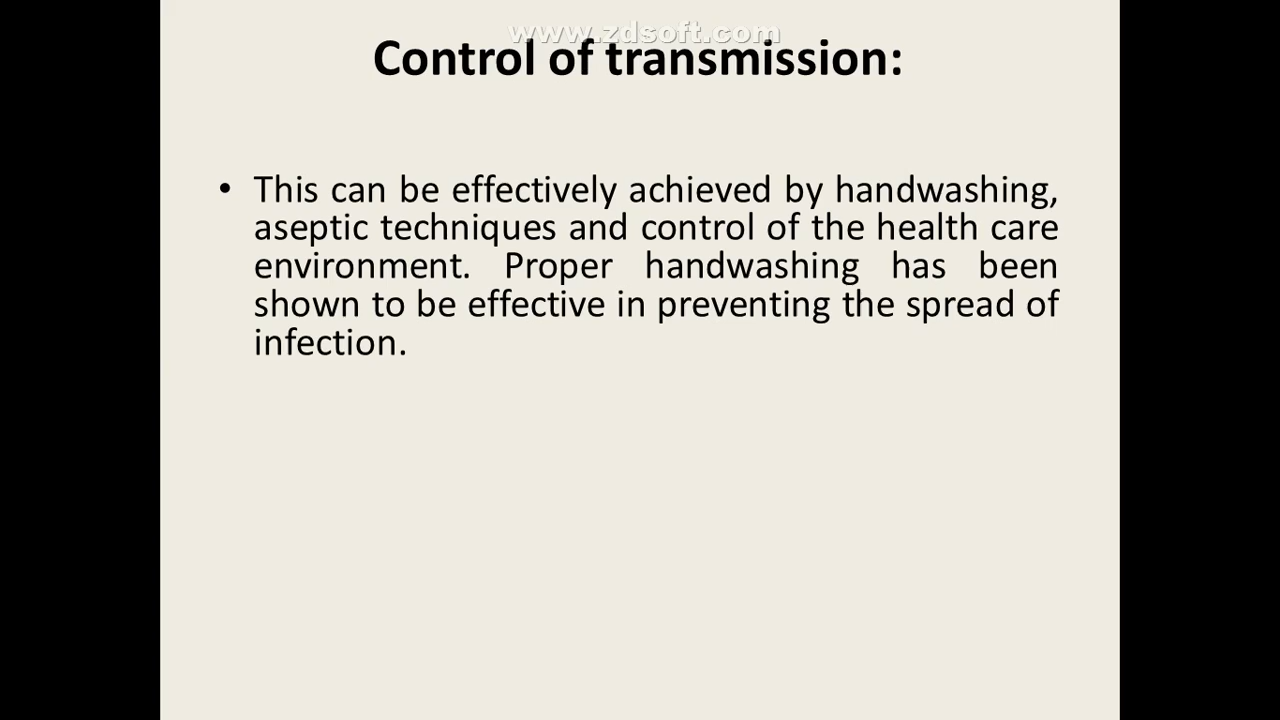 www.zdsoft.com
Control of transmission:
• This can be effectively achieved by handwashing,
aseptic techniques and control of the health care
environment. Proper handwashing has been
shown to be effective in preventing the spread of
infection.